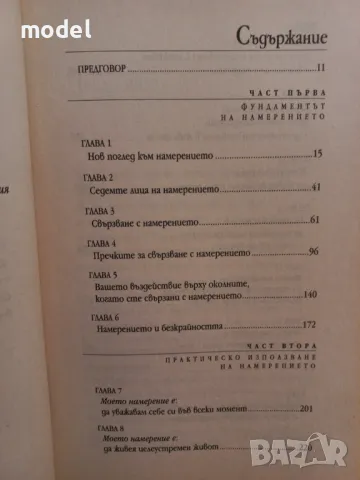 model
Съдържание
ПРЕДГОВОР 11
ЧАСТ ПЪРВА
ФУНДАМЕНТЪТ
НА НАМЕРЕНИЕТО
ГЛАВА 1
Нов поглед към намерението 15
ГЛАВА 2
Седемте лица на намерението 41
ГЛАВА 3
Свързване с намерението 61
ГЛАВА 4
Пречките за свързване с намерението 96
ГЛАВА 5
Вашето въздействие върху околните,
когато сте свързани с намерението 140
ГЛАВА 6
Намерението и безкрайността 172
ЧАСТ ВТОРА
ПРАКТИЧЕСКО ИЗПОЛЗВАНЕ
НА НАМЕРЕНИЕТО
ГЛАВА 7
Моето намерение е:
да уважавам себе си във всеки момент 201
ГЛАВА 8
Моето намерение е:
да живея целеустремен живот 220
BAZAR